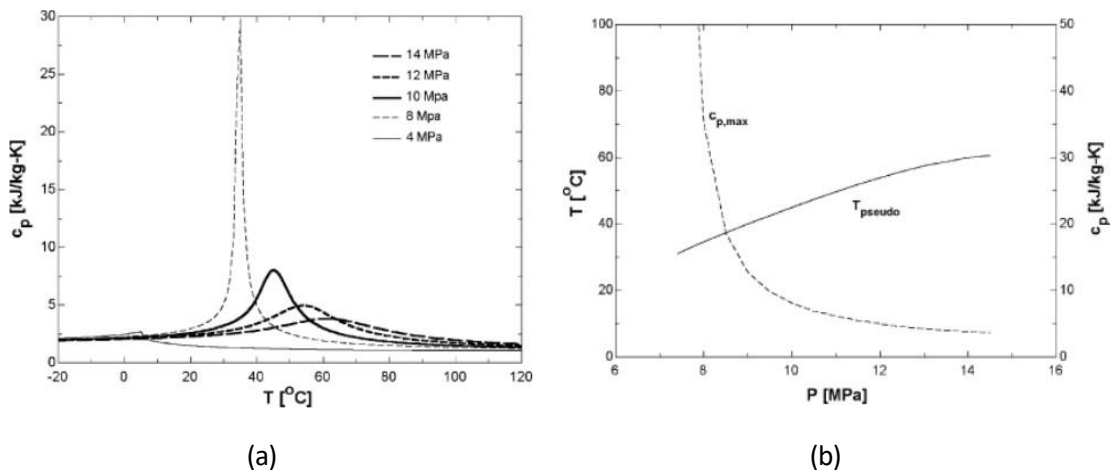 30
25
20
15
10
5
0
-20 0 20 40 60 80 100 120
c_p [kJ/kg-K]
T [°C]
14 MPa
12 MPa
10 Mpa
8 Mpa
4 MPa
(a)
100
80
60
40
20
0
T [°C]
6 8 10 12 14 16
P [MPa]
c_p,max
T_pseudo
50
40
30
20
10
0
c_p [kJ/kg-K]
(b)